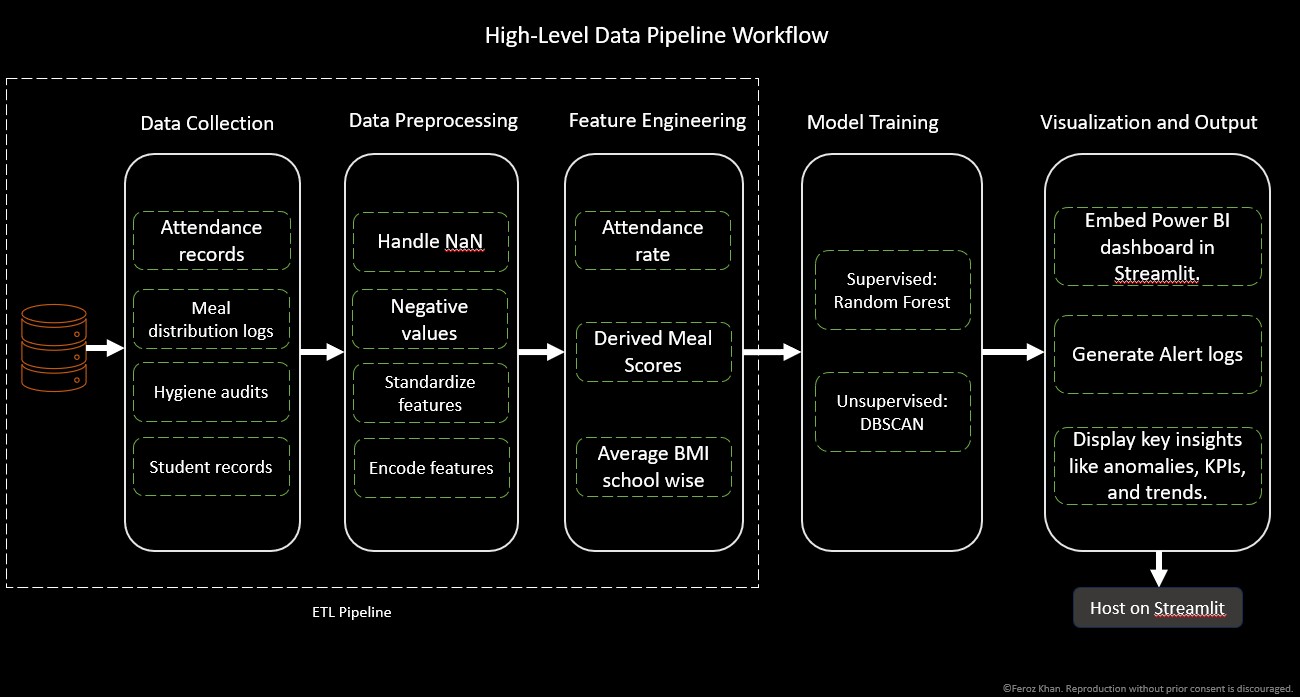 High-Level Data Pipeline Workflow
Data Collection
Attendance
records
Meal
distribution logs
Hygiene audits
Student records
Data Preprocessing
Handle NaN
Negative
values
Standardize
features
Encode features
Feature Engineering
Attendance
rate
Derived Meal
Scores
Average BMI
school wise
ETL Pipeline
Model Training
Supervised:
Random Forest
Unsupervised:
DBSCAN
Visualization and Output
Embed Power BI
dashboard in
Streamlit.
Generate Alert logs
Display key insights
like anomalies, KPIs,
and trends.
Host on Streamlit
©Feroz Khan. Reproduction without prior consent is discouraged.